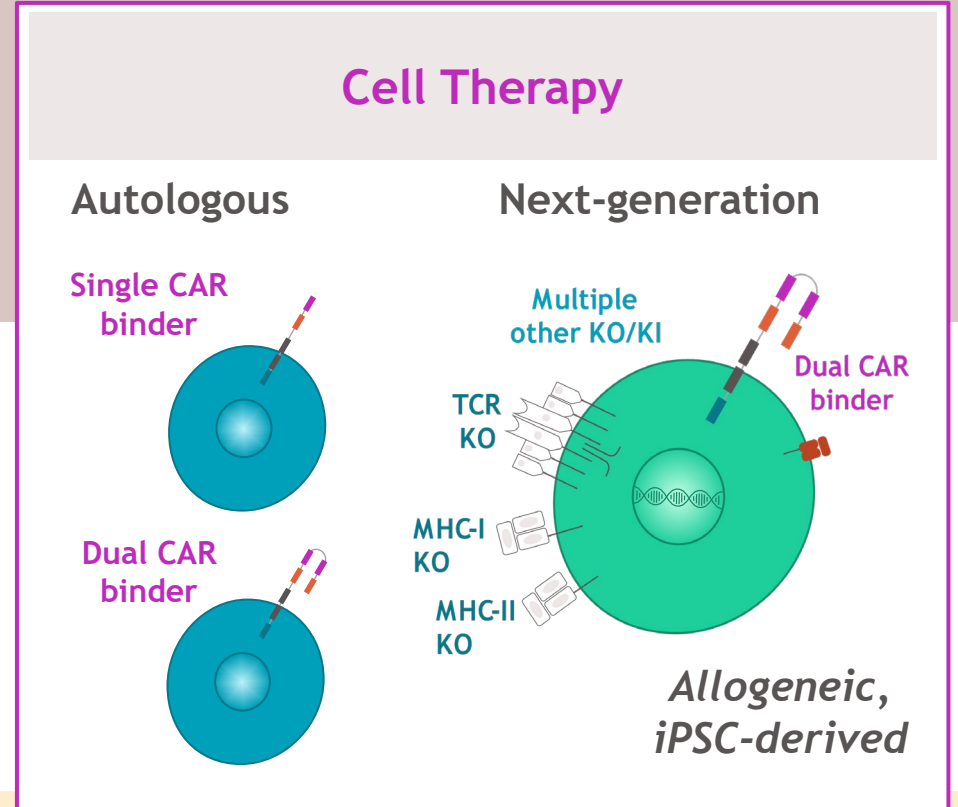 Cell Therapy
Autologous
Single CAR
binder
Dual CAR
binder
Next-generation
Multiple
other KO/KI
Dual CAR
binder
TCR
KO
MHC-I
KO
MHC-II
KO
Allogeneic,
iPSC-derived